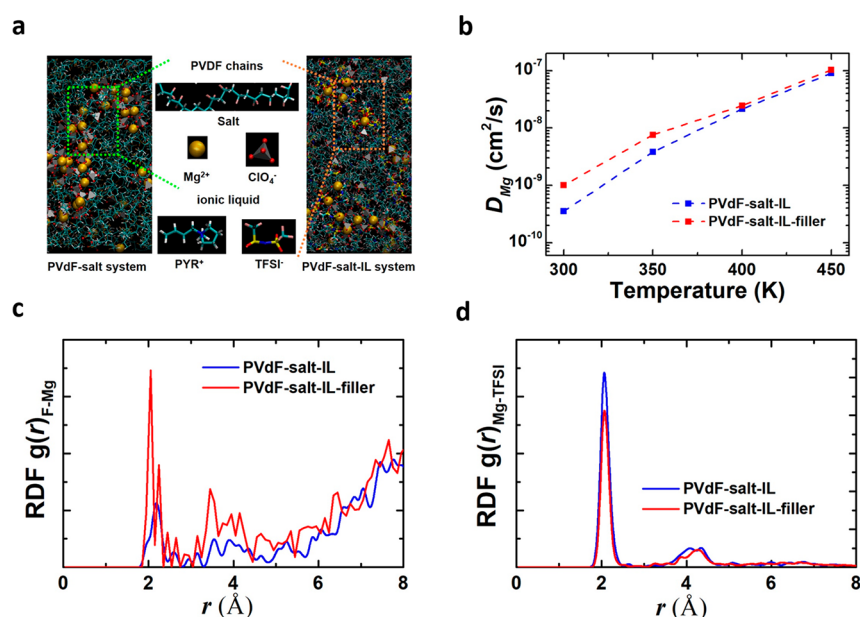 a
PVDF chains
Salt
Mg²⁺
ClO₄⁻
ionic liquid
PVdF-salt system
PYR⁺
TFSI⁻
PVdF-salt-IL system
b
D_Mg (cm²/s)
10⁻⁷
10⁻⁸
10⁻⁹
10⁻¹⁰
PVdF-salt-IL
PVdF-salt-IL-filler
300
350
400
450
Temperature (K)
c
RDF g(r)F-Mg
PVdF-salt-IL
PVdF-salt-IL-filler
0
2
4
6
8
r (Å)
d
RDF g(r)Mg-TFSI
PVdF-salt-IL
PVdF-salt-IL-filler
0
2
4
6
8
r (Å)